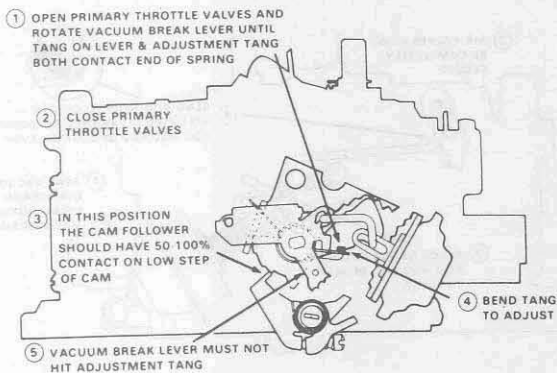 ① OPEN PRIMARY THROTTLE VALVES AND
ROTATE VACUUM BREAK LEVER UNTIL
TANG ON LEVER & ADJUSTMENT TANG
BOTH CONTACT END OF SPRING
② CLOSE PRIMARY
THROTTLE VALVES
③ IN THIS POSITION
THE CAM FOLLOWER
SHOULD HAVE 50-100%
CONTACT ON LOW STEP
OF CAM
④ BEND TANG
TO ADJUST
⑤ VACUUM BREAK LEVER MUST NOT
HIT ADJUSTMENT TANG